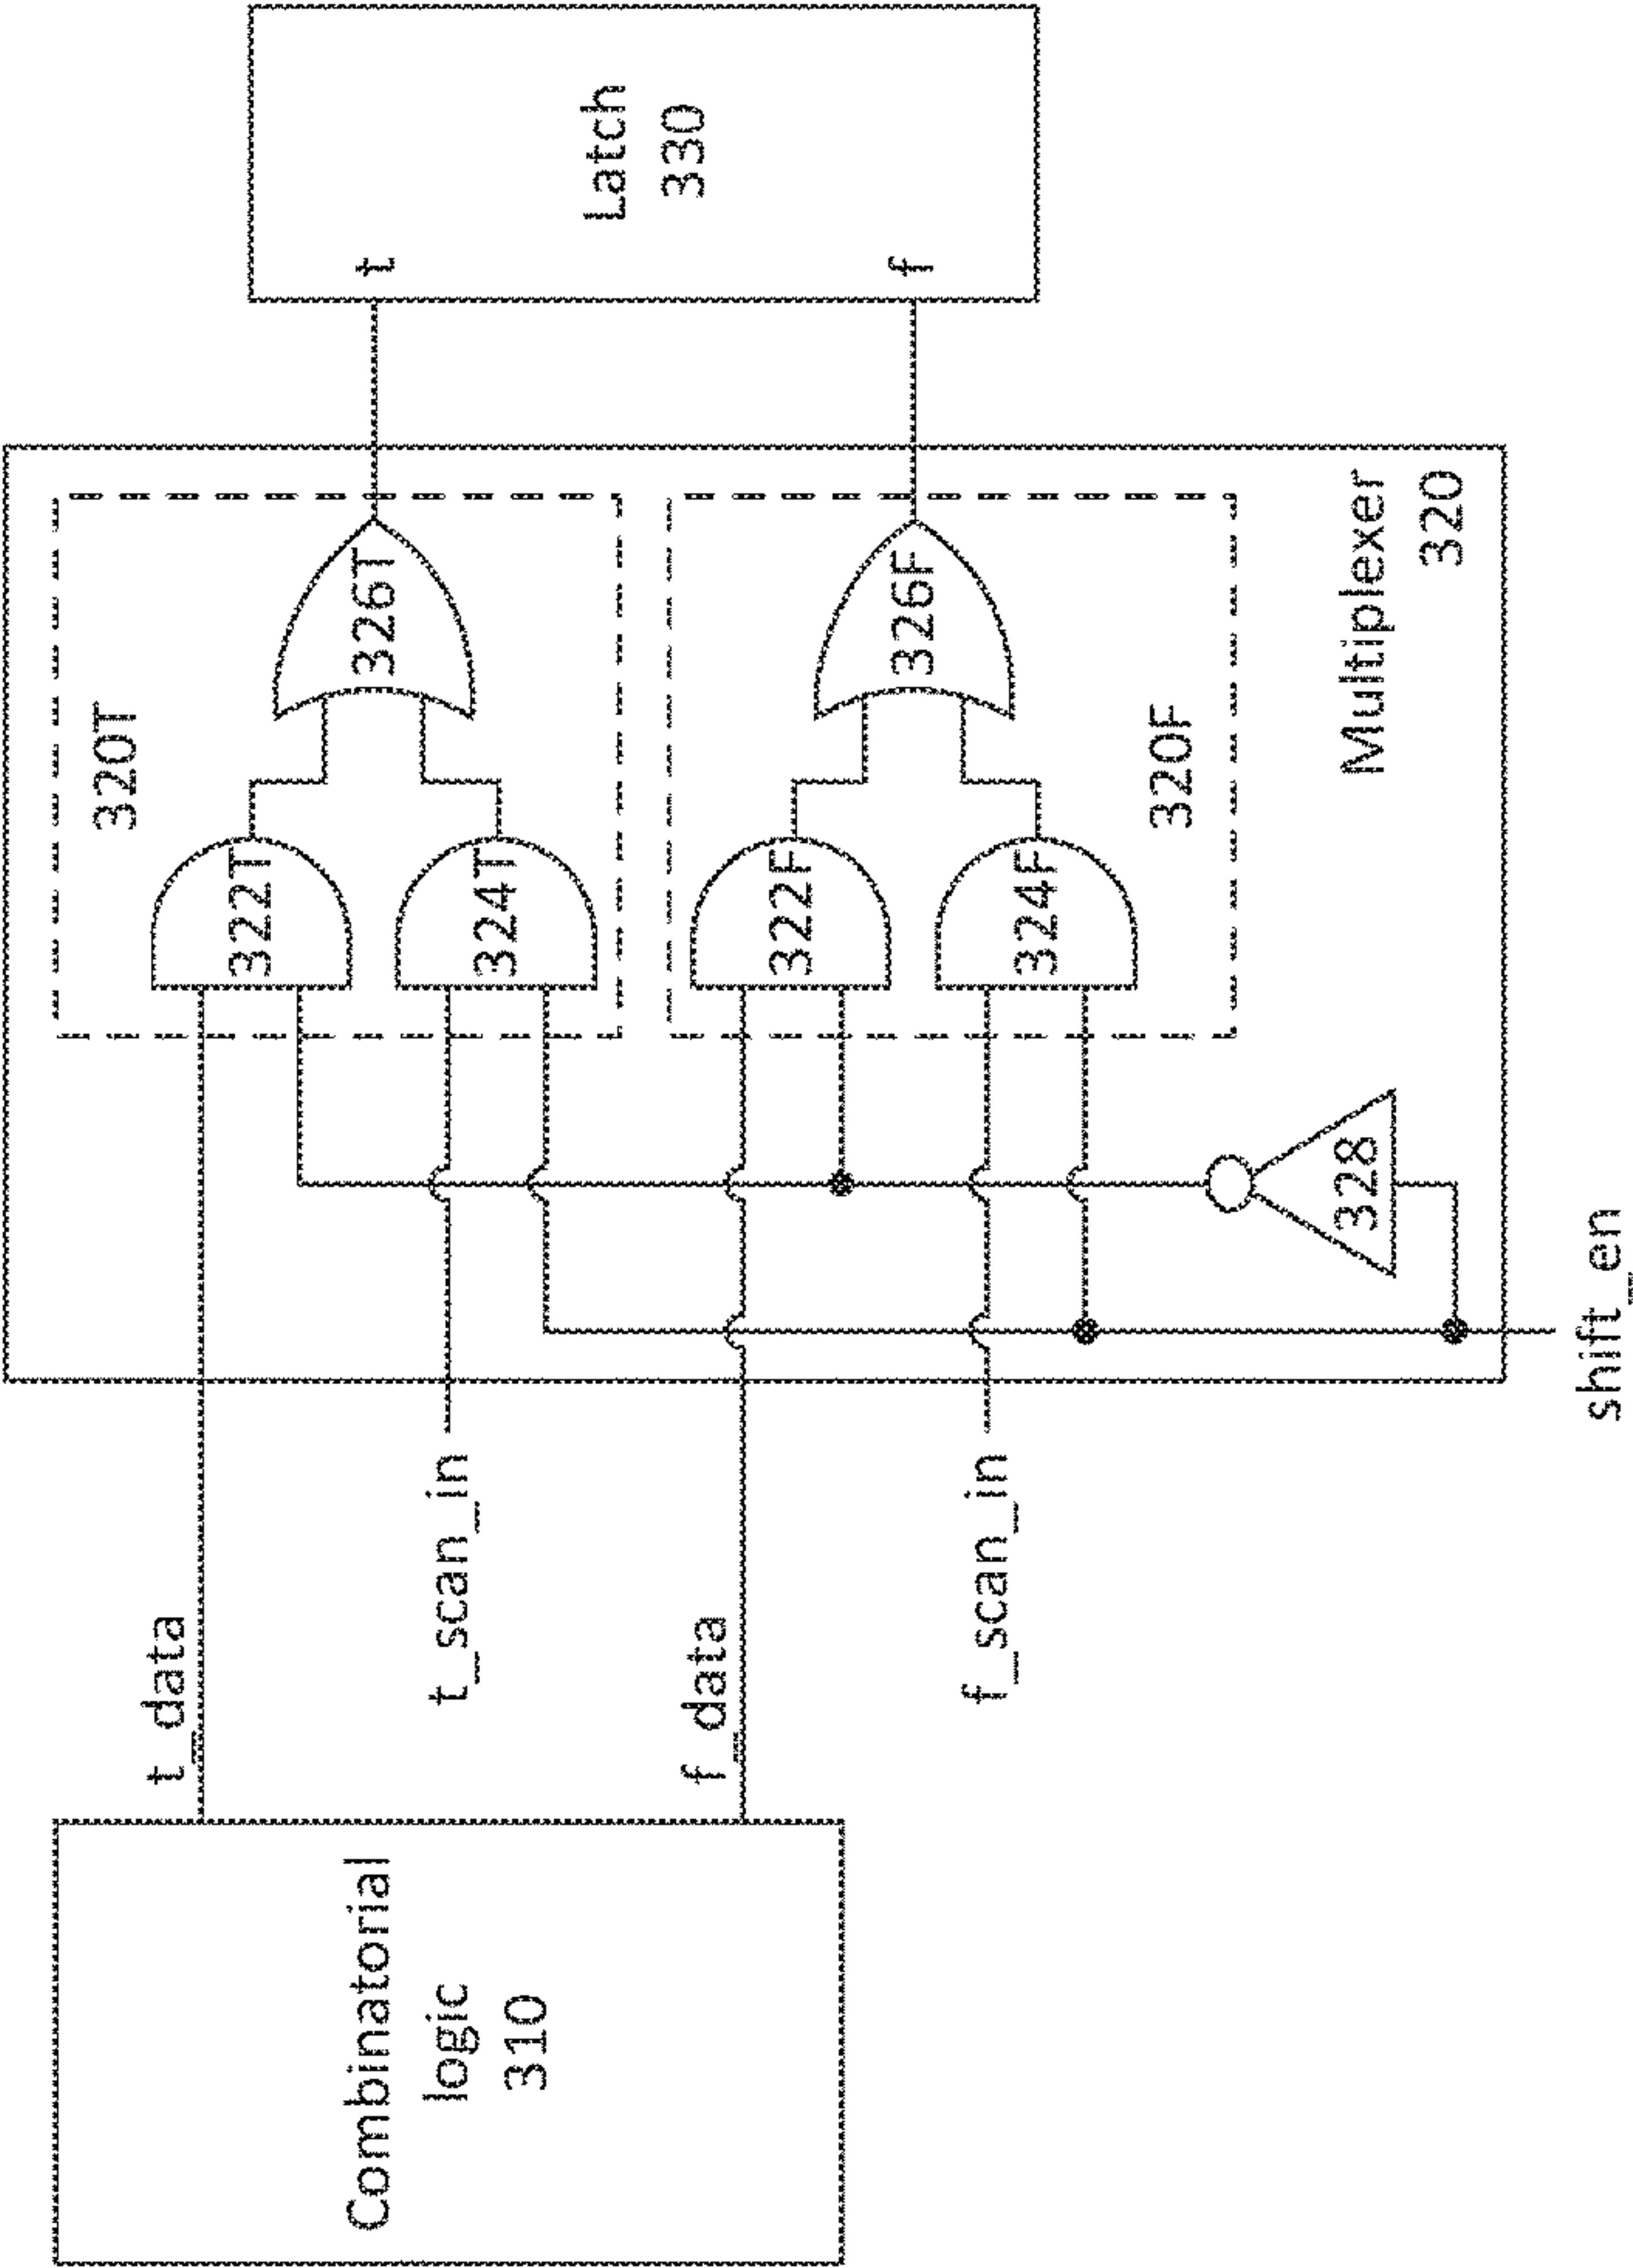 Combinatorial
logic
310
t_data
t_scan_in
f_data
f_scan_in
shift_en
320T
322T
324T
326T
322F
324F
326F
320F
328
Multiplexer
320
t
f
Latch
330